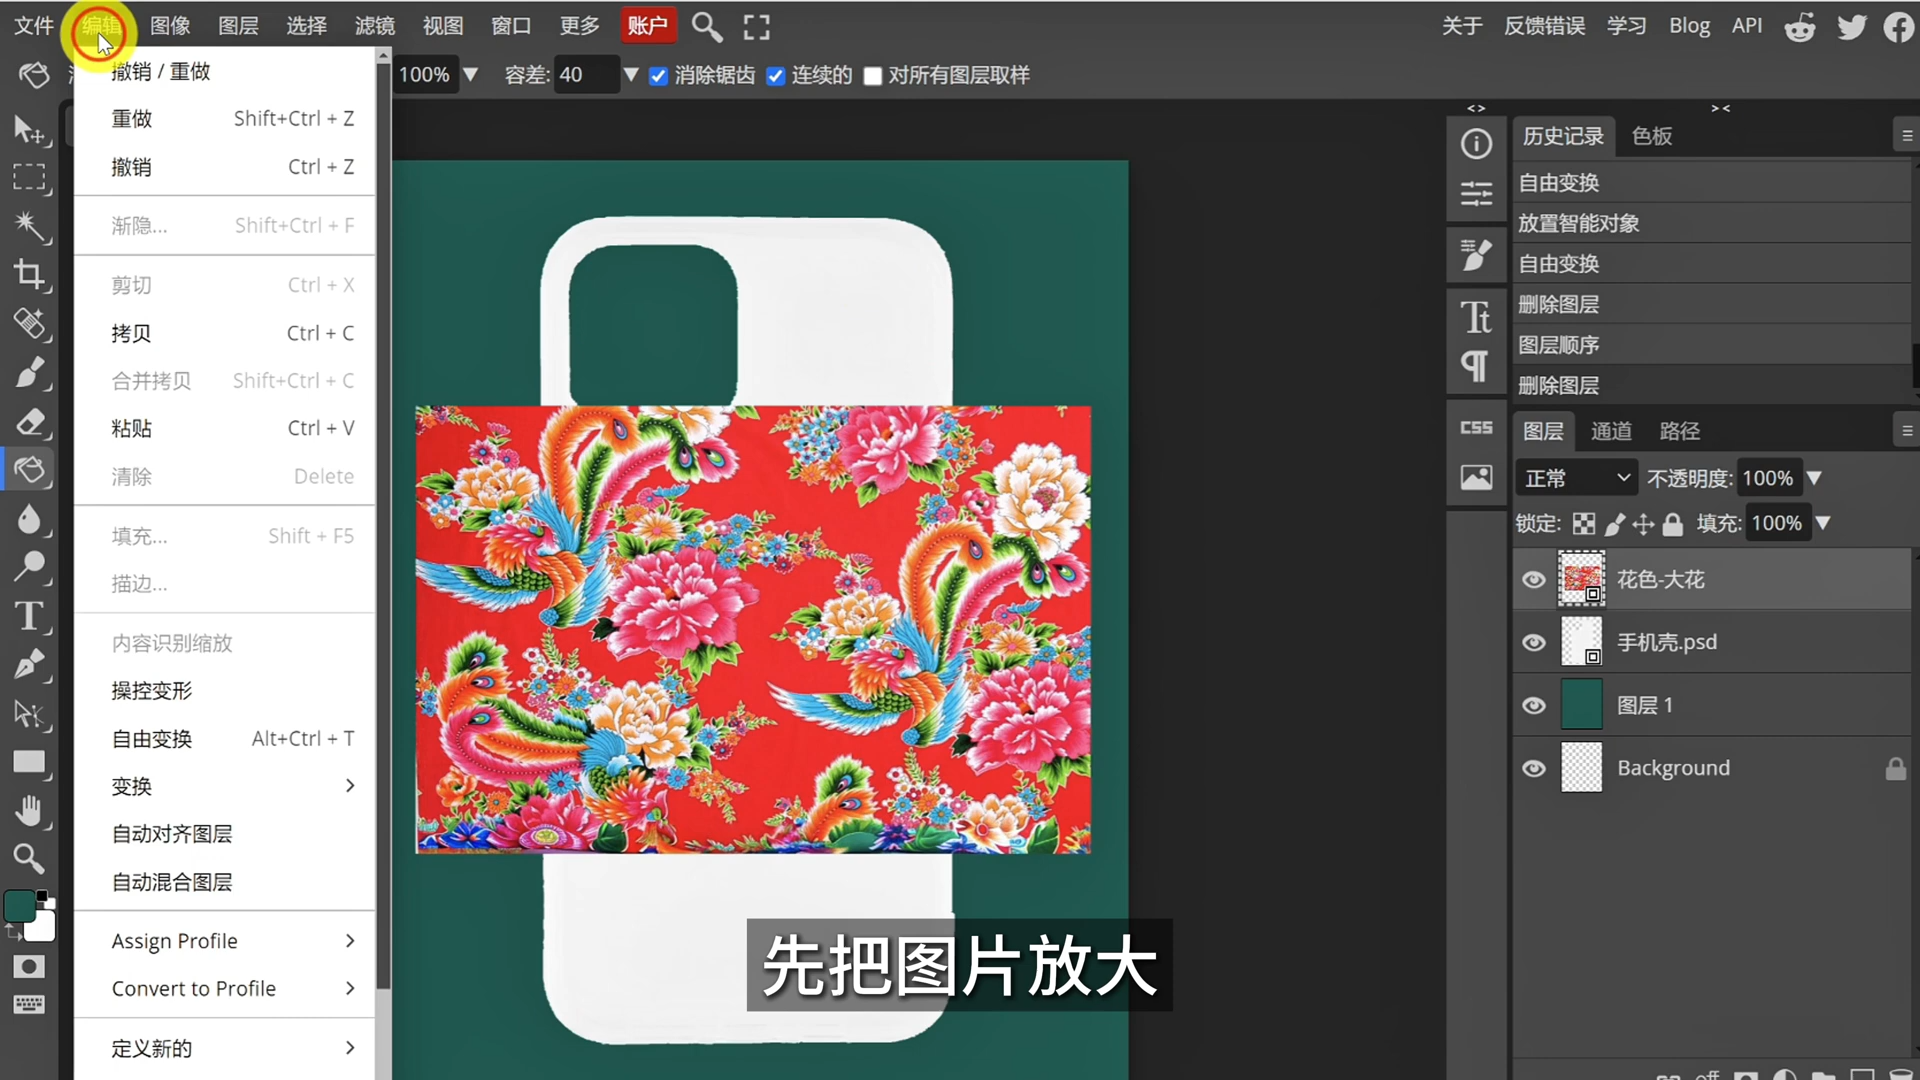 文件 编辑 图像 图层 选择 滤镜 视图 窗口 更多 账户 关于 反馈错误 学习 Blog API
100% 容差: 40 消除锯齿 连续的 对所有图层取样
撤销 / 重做
重做 Shift+Ctrl + Z
撤销 Ctrl + Z
渐隐... Shift+Ctrl + F
剪切 Ctrl + X
拷贝 Ctrl + C
合并拷贝 Shift+Ctrl + C
粘贴 Ctrl + V
清除 Delete
填充... Shift + F5
描边...
内容识别缩放
操控变形
自由变换 Alt+Ctrl + T
变换
自动对齐图层
自动混合图层
Assign Profile
Convert to Profile
定义新的
先把图片放大
CSS
历史记录 色板
自由变换
放置智能对象
自由变换
删除图层
图层顺序
删除图层
图层 通道 路径
正常 不透明度: 100%
锁定: 填充: 100%
花色-大花
手机壳.psd
图层 1
Background